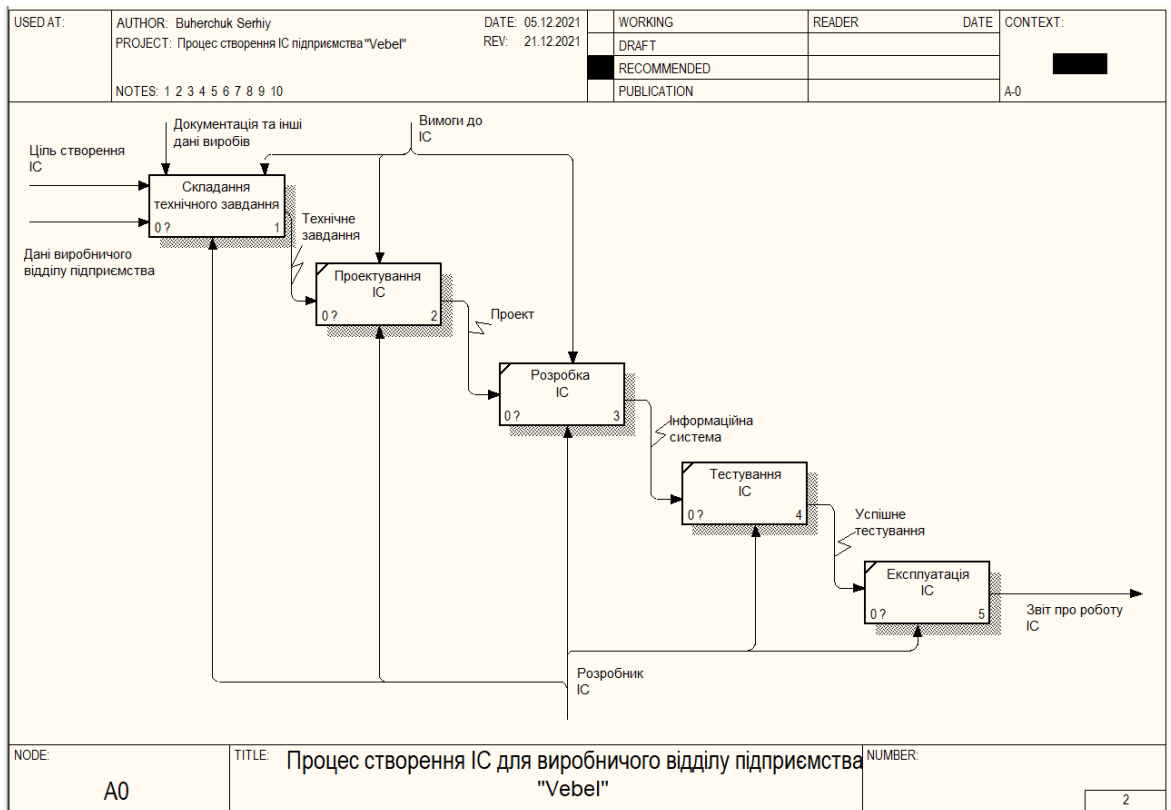 USED AT:
AUTHOR: Buherchuk Serhiy
DATE: 05.12.2021
PROJECT: Процес створення ІС підприємства "Vebel"
REV: 21.12.2021
NOTES: 1 2 3 4 5 6 7 8 9 10
WORKING
DRAFT
RECOMMENDED
PUBLICATION
READER
DATE
CONTEXT:
A-0
Документація та інші
дані виробів
Вимоги до
ІС
Ціль створення
ІС
Складання
технічного завдання
0 ?
1
Дані виробничого
відділу підприємства
Технічне
завдання
Проектування
ІС
0 ?
2
Проект
Розробка
ІС
0 ?
3
Інформаційна
система
Тестування
ІС
0 ?
4
Успішне
тестування
Експлуатація
ІС
0 ?
5
Звіт про роботу
ІС
Розробник
ІС
NODE:
A0
TITLE:
Процес створення ІС для виробничого відділу підприємства
"Vebel"
NUMBER:
2